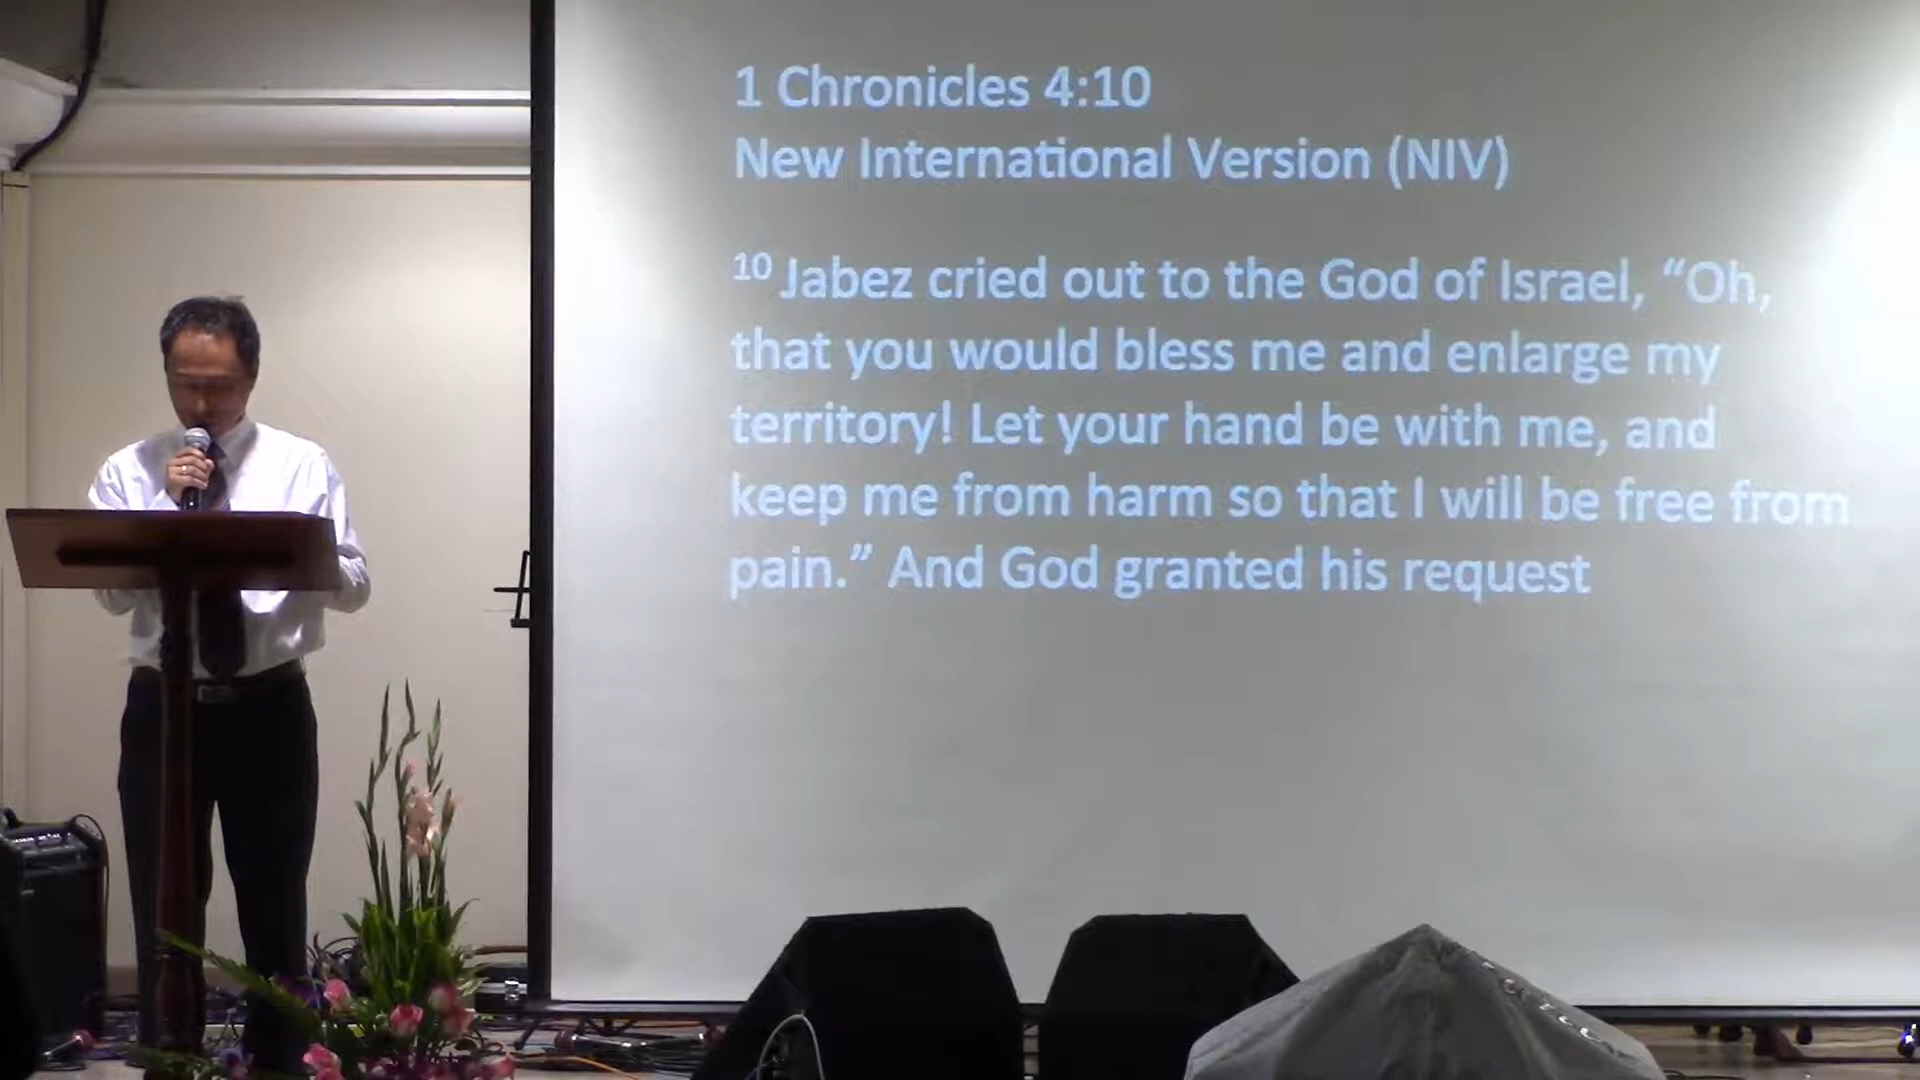 1 Chronicles 4:10
New International Version (NIV)
10 Jabez cried out to the God of Israel, “Oh,
that you would bless me and enlarge my
territory! Let your hand be with me, and
keep me from harm so that I will be free from
pain.” And God granted his request